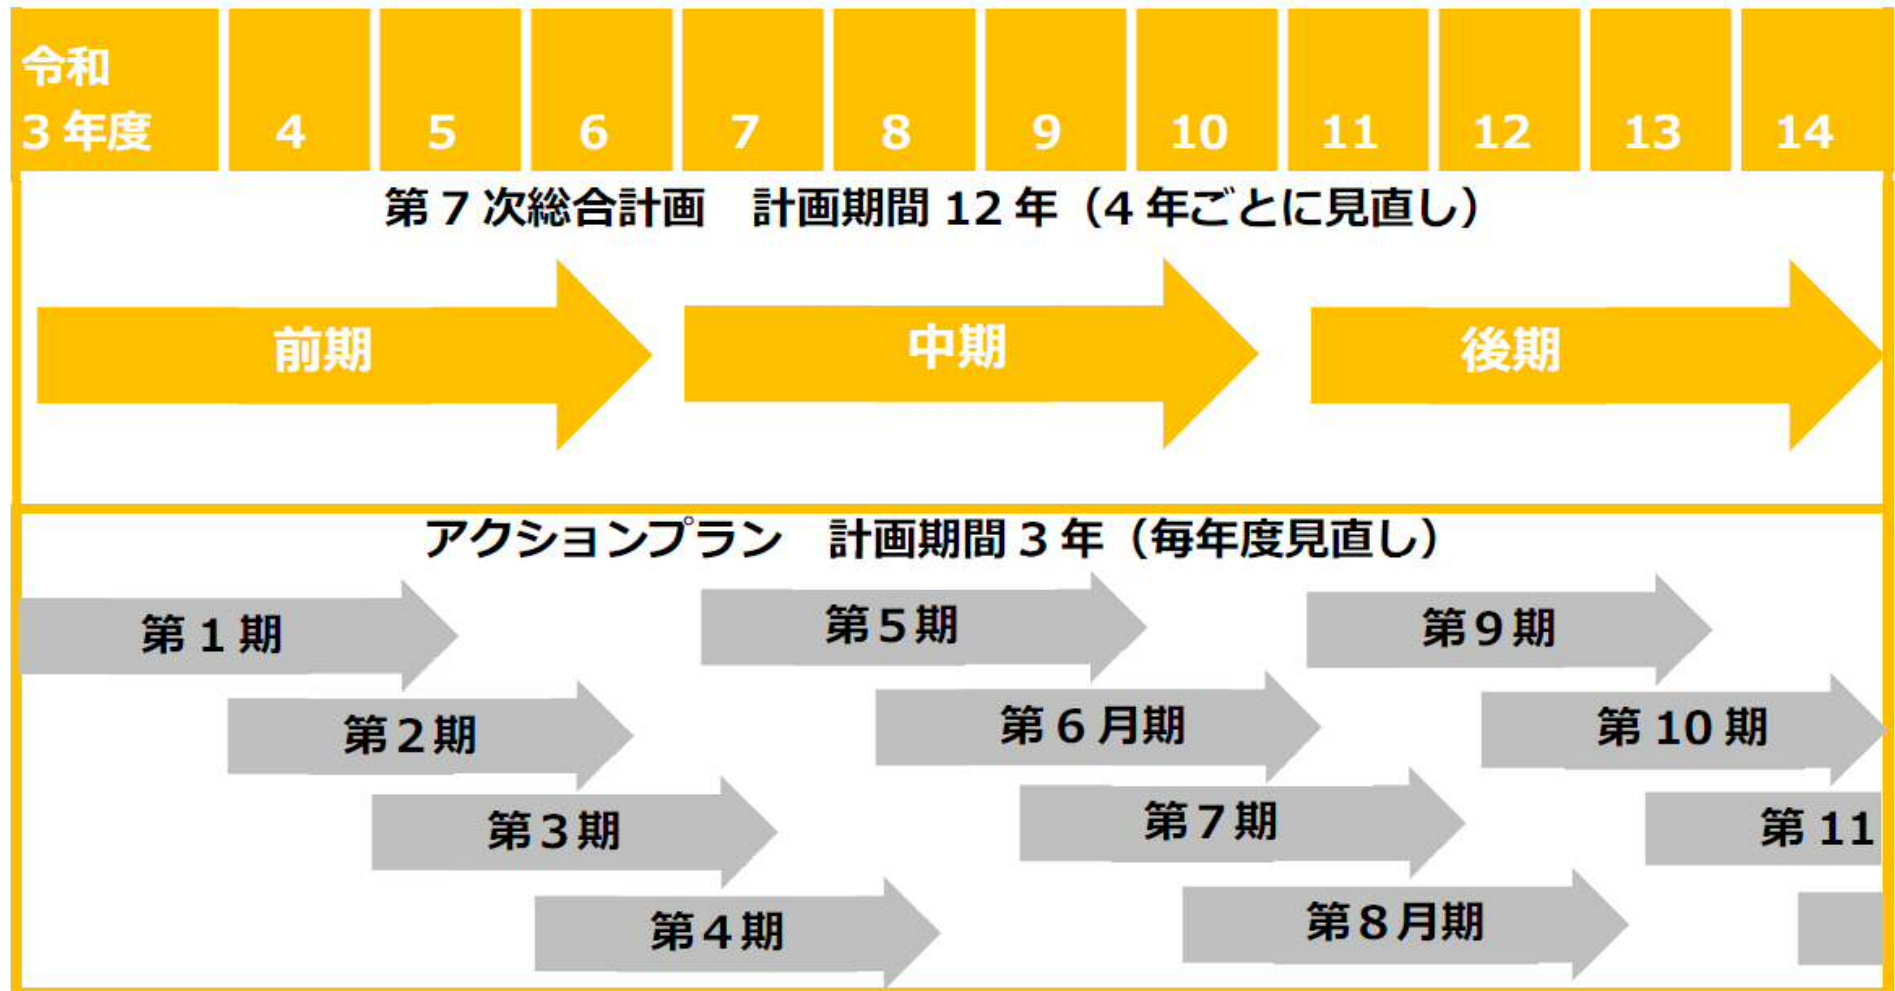 令和
3年度 4 5 6 7 8 9 10 11 12 13 14
第7次総合計画　計画期間12年（4年ごとに見直し）
前期 中期 後期
アクションプラン　計画期間3年（毎年度見直し）
第1期
第5期
第9期
第2期
第6月期
第10期
第3期
第7期
第11
第4期
第8月期